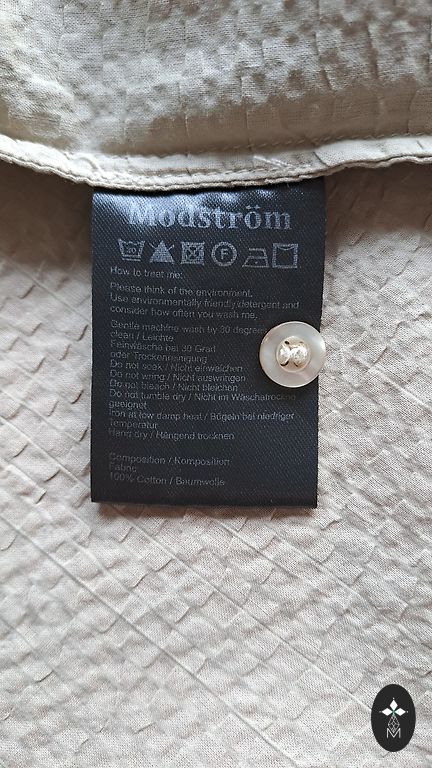 Modström
30
F
How to treat me:
Please think of the environment.
Use environmentally friendly detergent and
consider how often you wash me.
Gentle machine wash by 30 degrees
clean / Leichte
Feinwäsche bei 30 Grad
oder Trockenreinigung
Do not soak / Nicht einweichen
Do not wring / Nicht auswringen
Do not bleach / Nicht bleichen
Do not tumble dry / Nicht im Wäschetrockner
geeignet
Iron at low damp heat / Bügeln bei niedriger
Temperatur
Hang dry / Hängend trocknen
Composition / Komposition
Fabric
100% Cotton / Baumwolle
M